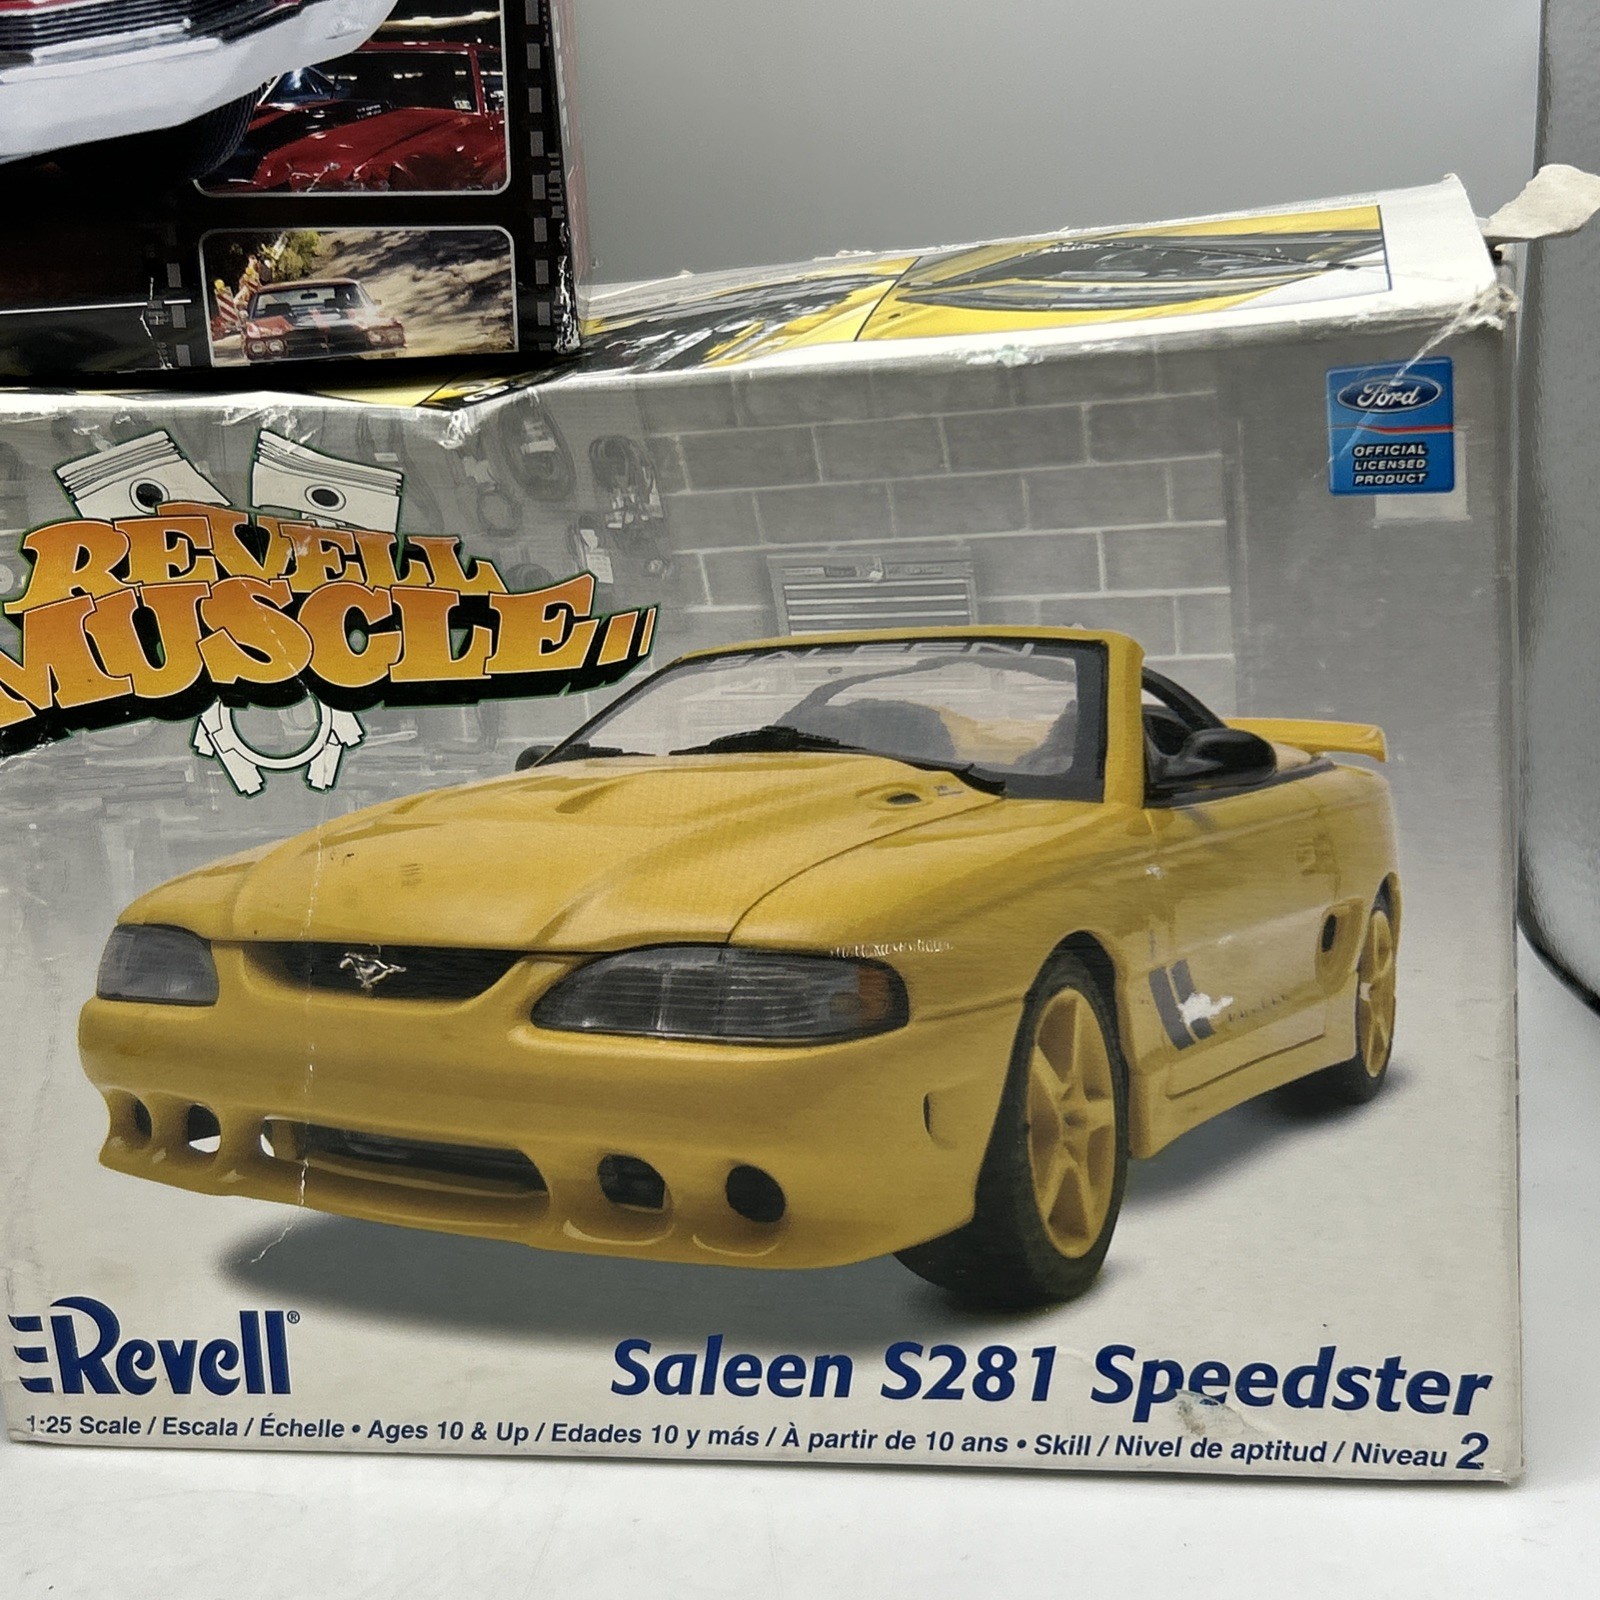 Ford
OFFICIAL
LICENSED
PRODUCT
REVELL
MUSCLE
SALEEN
Revell®
Saleen S281 Speedster
1:25 Scale / Escala / Échelle • Ages 10 & Up / Edades 10 y más / À partir de 10 ans • Skill / Nivel de aptitud / Niveau 2